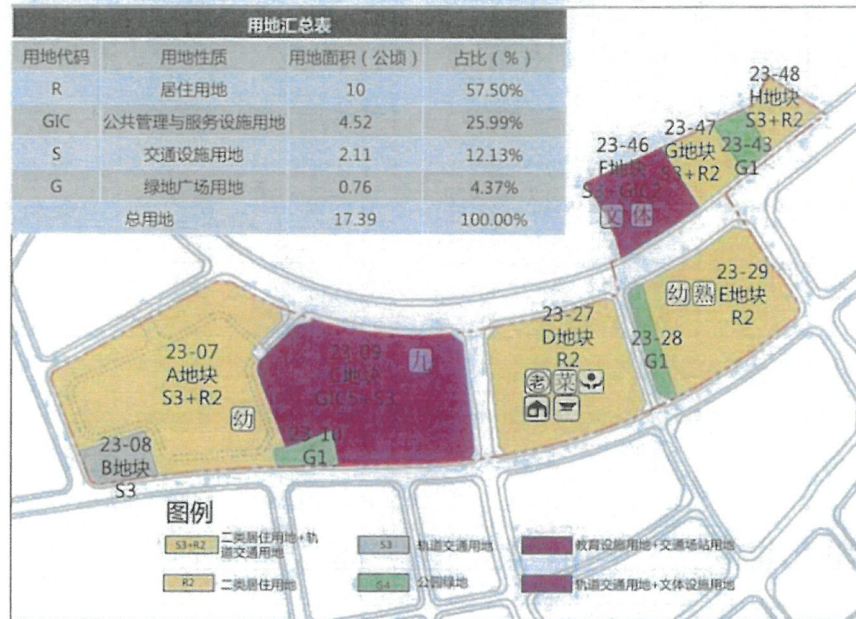 用地汇总表
用地代码 用地性质 用地面积（公顷） 占比（%）
R 居住用地 10 57.50%
GIC 公共管理与服务设施用地 4.52 25.99%
S 交通设施用地 2.11 12.13%
G 绿地广场用地 0.76 4.37%
总用地 17.39 100.00%
23-48
H地块
S3+R2
23-47
G地块
S3+R2
23-43
G1
23-46
F地块
文 体
23-29
E地块
R2
幼 熟
23-27
D地块
R2
老 菜
23-28
G1
23-07
A地块
S3+R2
幼
23-09
九
23-10
G1
23-08
B地块
S3
图例
S3+R2 二类居住用地+轨
道交通用地
S3 轨道交通用地
教育设施用地+交通场站用地
R2 二类居住用地
公园绿地
轨道交通用地+文体设施用地